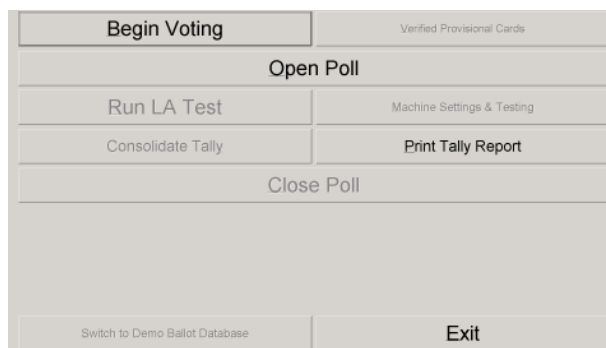 Begin Voting
Verified Provisional Cards
Open Poll
Run LA Test
Machine Settings & Testing
Consolidate Tally
Print Tally Report
Close Poll
Switch to Demo Ballot Database
Exit